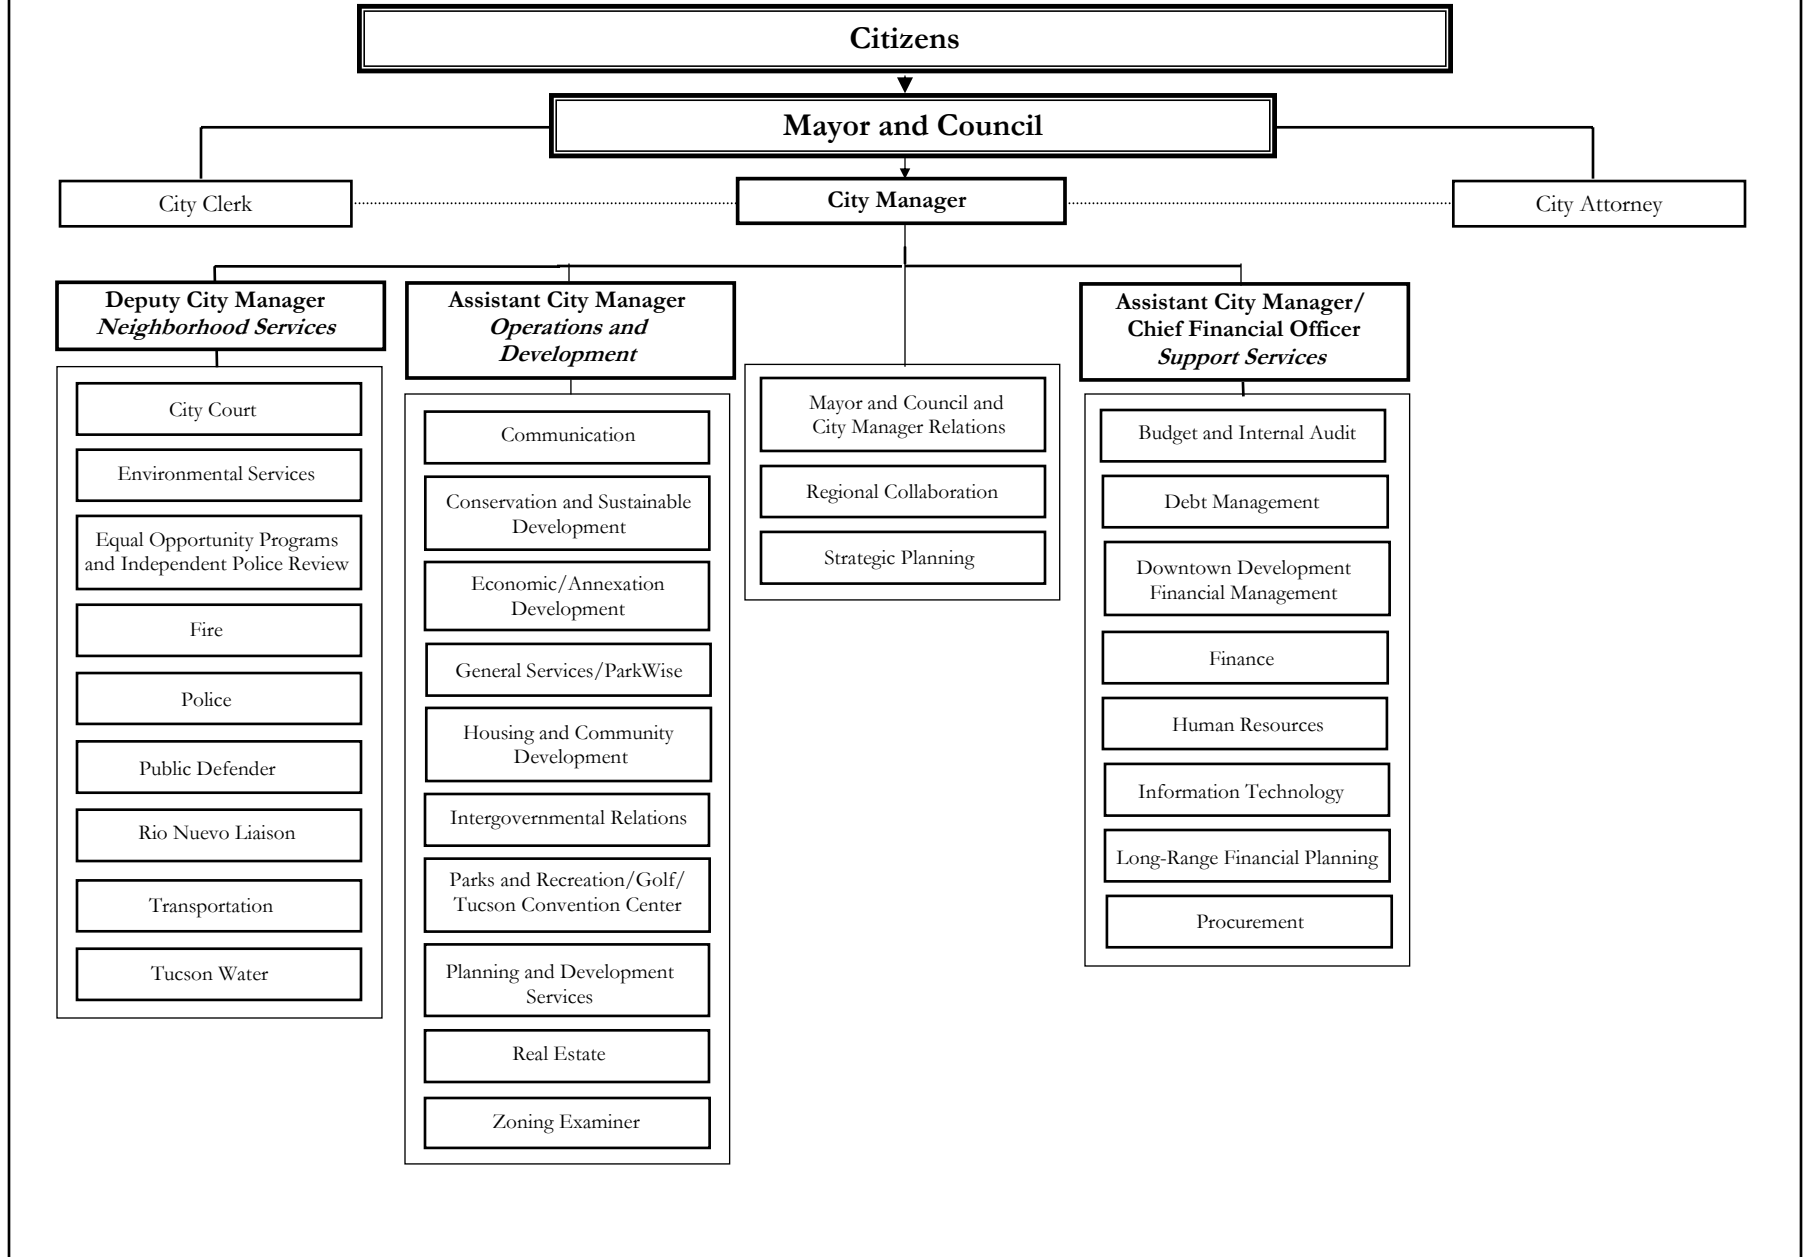 Citizens
Mayor and Council
City Clerk
City Manager
City Attorney
Deputy City Manager
Neighborhood Services
City Court
Environmental Services
Equal Opportunity Programs
and Independent Police Review
Fire
Police
Public Defender
Rio Nuevo Liaison
Transportation
Tucson Water
Assistant City Manager
Operations and
Development
Communication
Conservation and Sustainable
Development
Economic/Annexation
Development
General Services/ParkWise
Housing and Community
Development
Intergovernmental Relations
Parks and Recreation/Golf/
Tucson Convention Center
Planning and Development
Services
Real Estate
Zoning Examiner
Mayor and Council and
City Manager Relations
Regional Collaboration
Strategic Planning
Assistant City Manager/
Chief Financial Officer
Support Services
Budget and Internal Audit
Debt Management
Downtown Development
Financial Management
Finance
Human Resources
Information Technology
Long-Range Financial Planning
Procurement